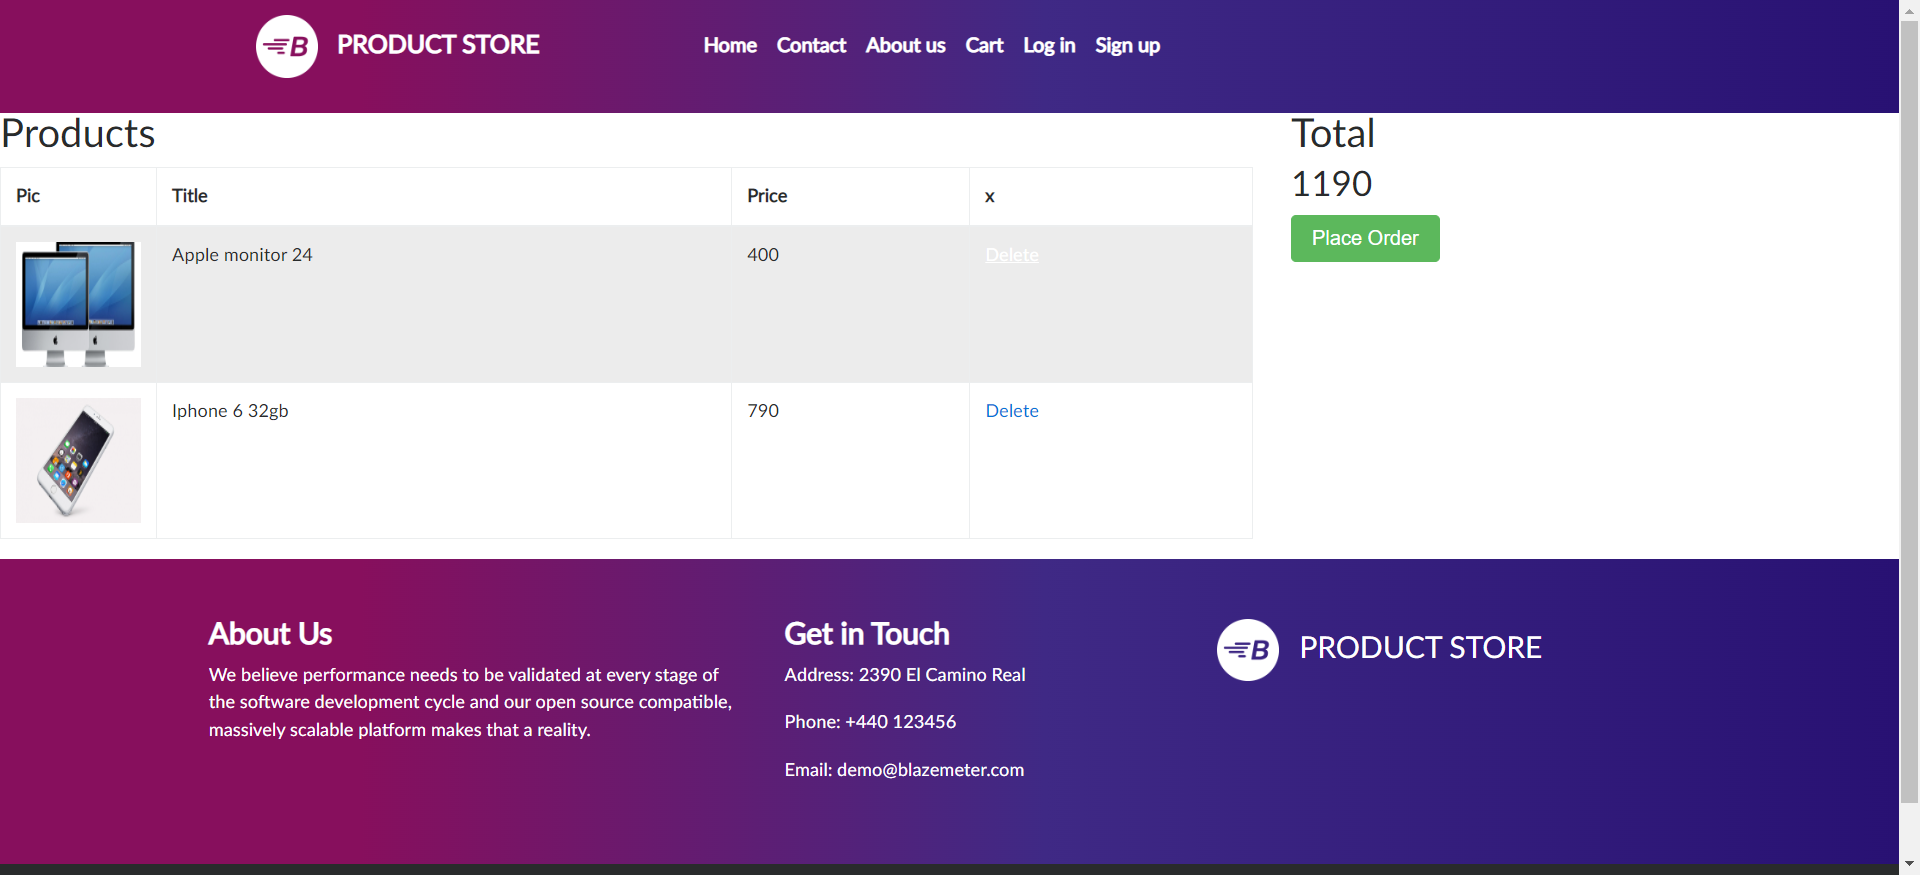 B PRODUCT STORE Home Contact About us Cart Log in Sign up
Products
Pic Title Price x
Apple monitor 24 400 Delete
Iphone 6 32gb 790 Delete
Total
1190
Place Order
About Us
We believe performance needs to be validated at every stage of
the software development cycle and our open source compatible,
massively scalable platform makes that a reality.
Get in Touch
Address: 2390 El Camino Real
Phone: +440 123456
Email: demo@blazemeter.com
B PRODUCT STORE